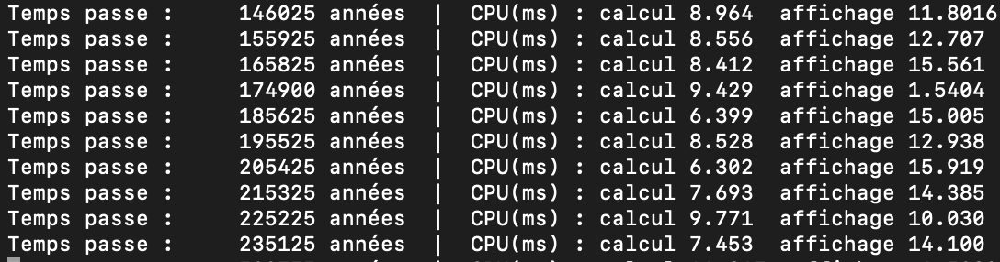 Temps passe :     146025 années  |  CPU(ms) : calcul 8.964  affichage 11.8016
Temps passe :     155925 années  |  CPU(ms) : calcul 8.556  affichage 12.707
Temps passe :     165825 années  |  CPU(ms) : calcul 8.412  affichage 15.561
Temps passe :     174900 années  |  CPU(ms) : calcul 9.429  affichage 1.5404
Temps passe :     185625 années  |  CPU(ms) : calcul 6.399  affichage 15.005
Temps passe :     195525 années  |  CPU(ms) : calcul 8.528  affichage 12.938
Temps passe :     205425 années  |  CPU(ms) : calcul 6.302  affichage 15.919
Temps passe :     215325 années  |  CPU(ms) : calcul 7.693  affichage 14.385
Temps passe :     225225 années  |  CPU(ms) : calcul 9.771  affichage 10.030
Temps passe :     235125 années  |  CPU(ms) : calcul 7.453  affichage 14.100